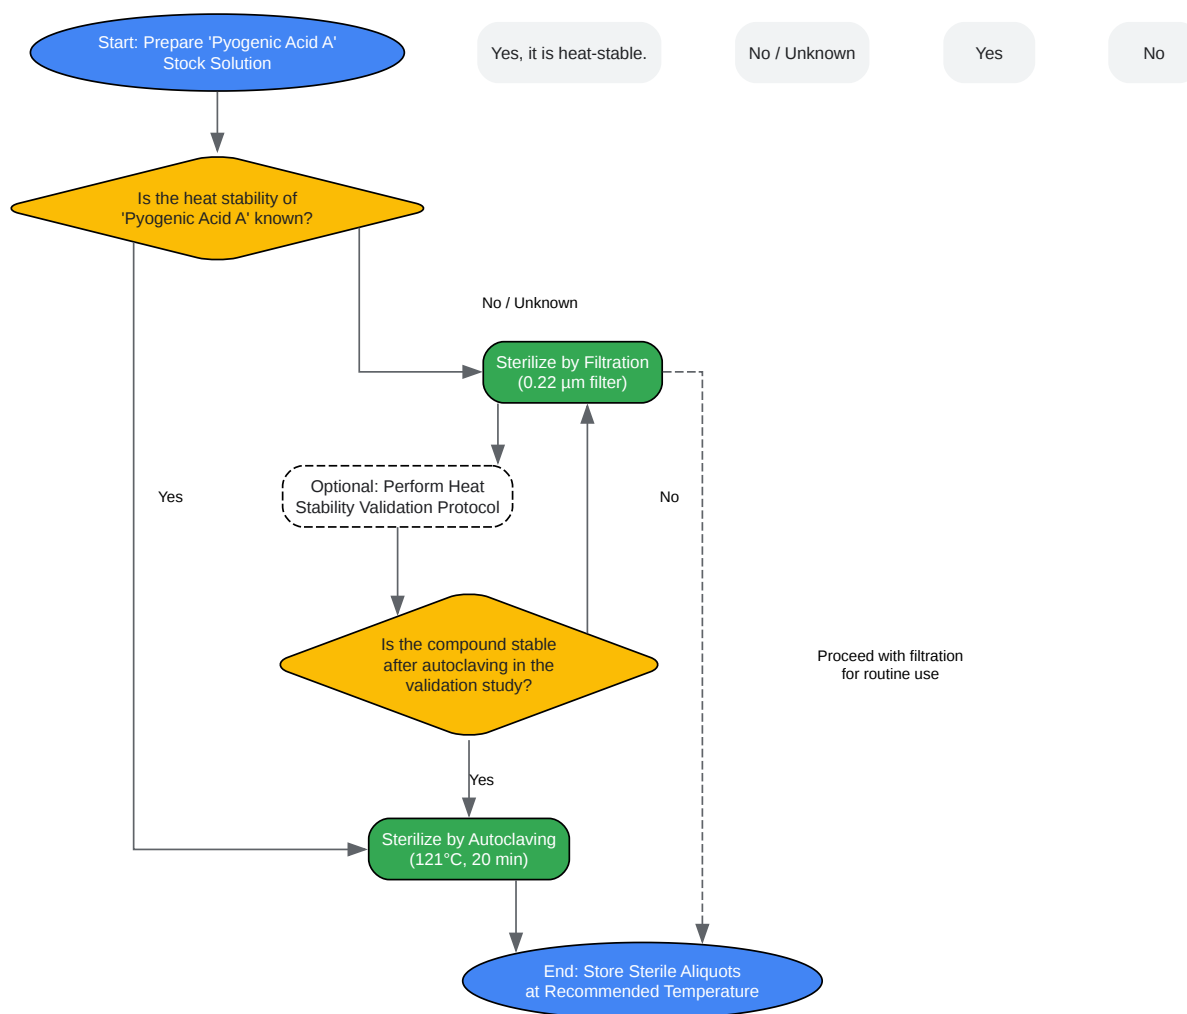 Start: Prepare 'Pyogenic Acid A'
Stock Solution
Yes, it is heat-stable.
No / Unknown
Yes
No
Is the heat stability of
'Pyogenic Acid A' known?
No / Unknown
Sterilize by Filtration
(0.22 µm filter)
Optional: Perform Heat
Stability Validation Protocol
Yes
No
Is the compound stable
after autoclaving in the
validation study?
Proceed with filtration
for routine use
Yes
Sterilize by Autoclaving
(121°C, 20 min)
End: Store Sterile Aliquots
at Recommended Temperature